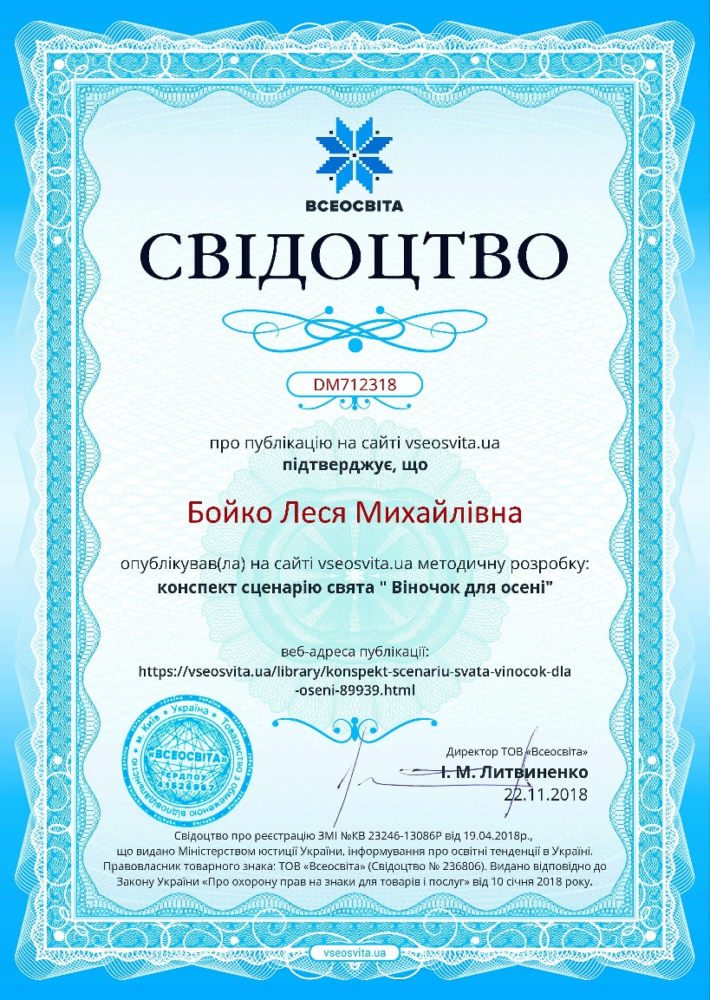 ВСЕОСВІТА
СВІДОЦТВО
DM712318
про публікацію на сайті vseosvita.ua
підтверджує, що
Бойко Леся Михайлівна
опублікував(ла) на сайті vseosvita.ua методичну розробку:
конспект сценарію свята " Віночок для осені"
веб-адреса публікації:
https://vseosvita.ua/library/konspekt-scenariu-svata-vinocok-dla
-oseni-89939.html
Україна
Товариство з обмеженою відповідальністю
м. Київ
«ВСЕОСВІТА»
ЄРДПОУ
Директор ТОВ «Всеосвіта»
І. М. Литвиненко
22.11.2018
Свідоцтво про реєстрацію ЗМІ №КВ 23246-13086Р від 19.04.2018р.,
що видано Міністерством юстиції України, інформування про освітні тенденції в Україні.
Правовласник товарного знака: ТОВ «Всеосвіта» (Свідоцтво № 236806). Видано відповідно до
Закону України «Про охорону прав на знаки для товарів і послуг» від 10 січня 2018 року.
vseosvita.ua